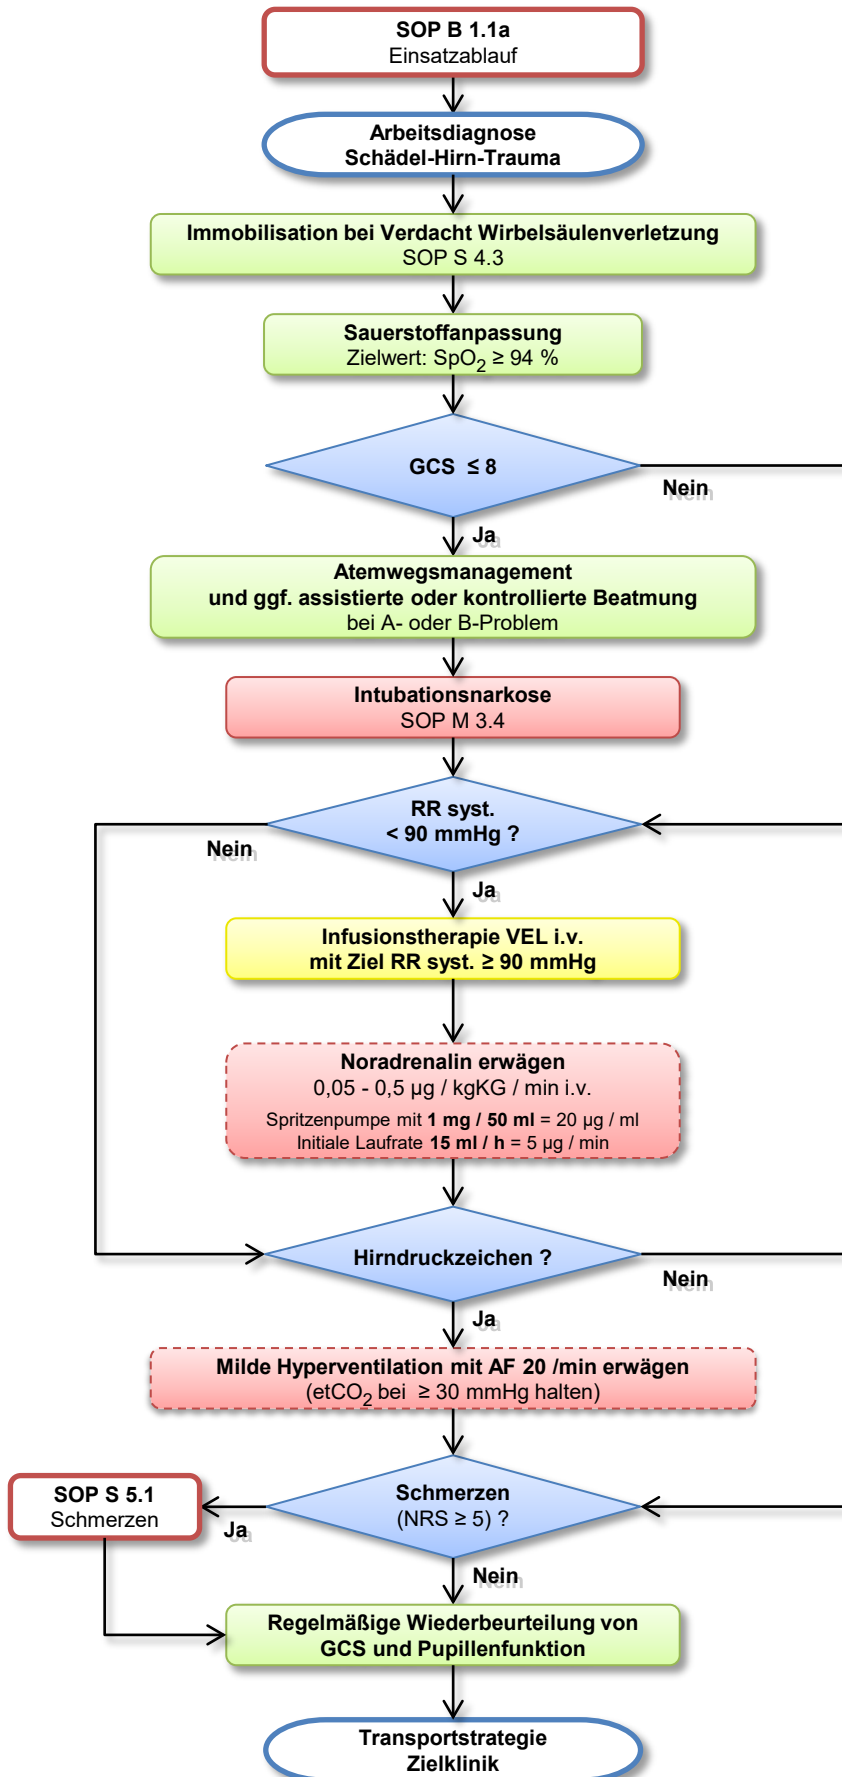 SOP B 1.1a
Einsatzablauf
Arbeitsdiagnose
Schädel-Hirn-Trauma
Immobilisation bei Verdacht Wirbelsäulenverletzung
SOP S 4.3
Sauerstoffanpassung
Zielwert: SpO₂ ≥ 94 %
GCS ≤ 8
Nein
Ja
Atemwegsmanagement
und ggf. assistierte oder kontrollierte Beatmung
bei A- oder B-Problem
Intubationsnarkose
SOP M 3.4
RR syst.
< 90 mmHg ?
Nein
Ja
Infusionstherapie VEL i.v.
mit Ziel RR syst. ≥ 90 mmHg
Noradrenalin erwägen
0,05 - 0,5 µg / kgKG / min i.v.
Spritzenpumpe mit 1 mg / 50 ml = 20 µg / ml
Initiale Laufrate 15 ml / h = 5 µg / min
Hirndruckzeichen ?
Nein
Ja
Milde Hyperventilation mit AF 20 /min erwägen
(etCO₂ bei ≥ 30 mmHg halten)
Schmerzen
(NRS ≥ 5) ?
Ja
SOP S 5.1
Schmerzen
Nein
Regelmäßige Wiederbeurteilung von
GCS und Pupillenfunktion
Transportstrategie
Zielklinik